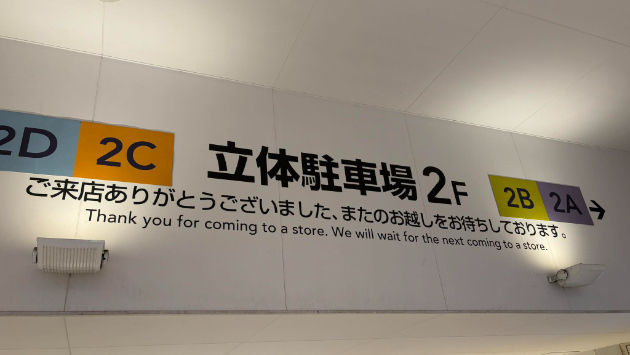 2D 2C 立体駐車場 2F 2B 2A →
ご来店ありがとうございました、またのお越しをお待ちしております。
Thank you for coming to a store. We will wait for the next coming to a store.